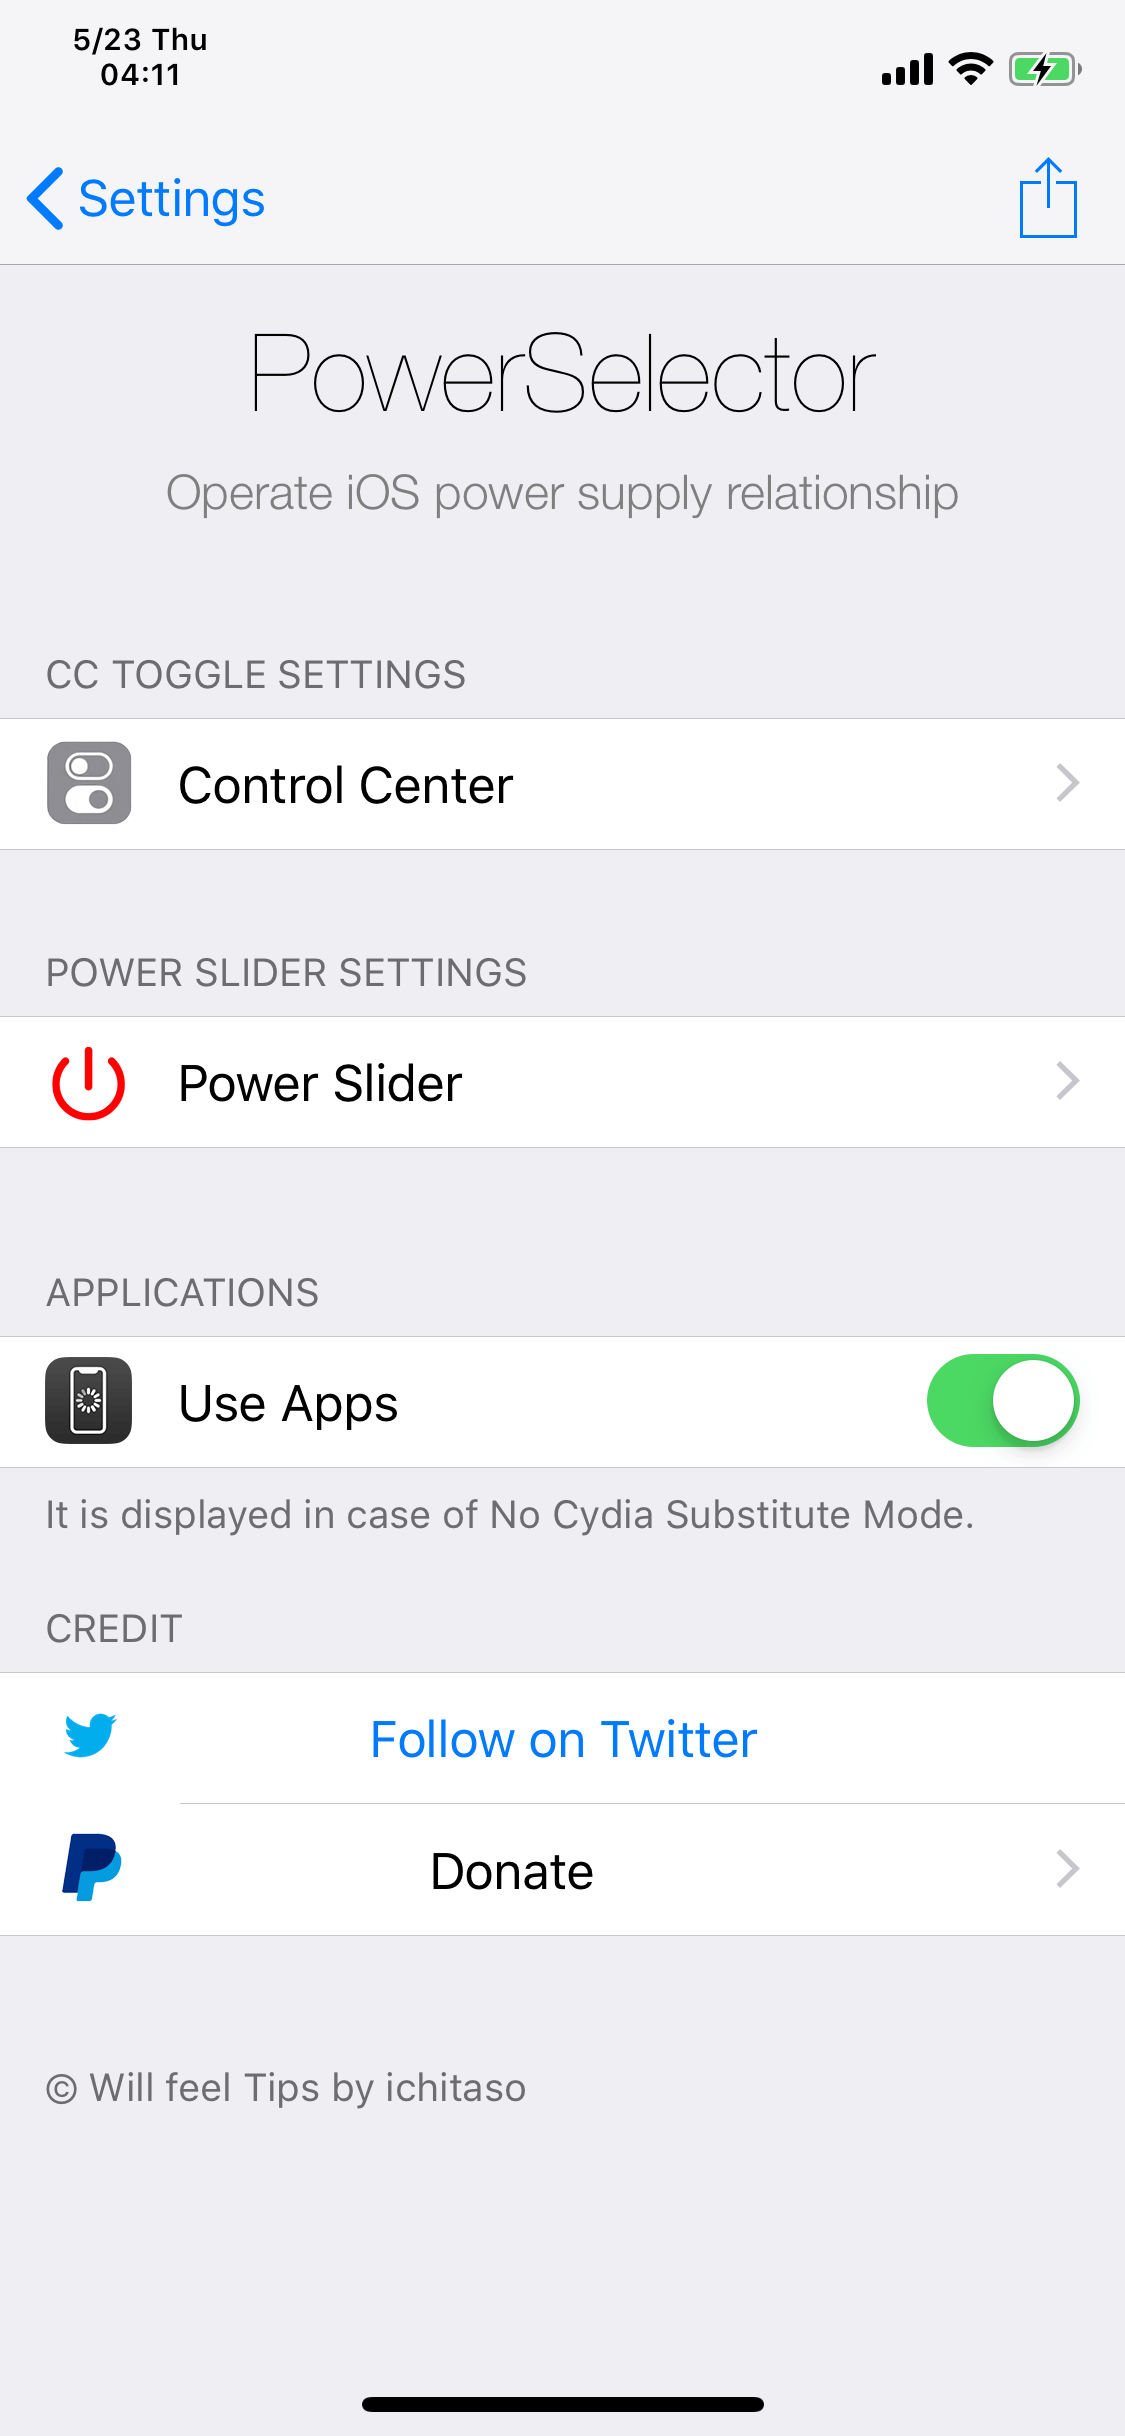 5/23 Thu
04:11
Settings
PowerSelector
Operate iOS power supply relationship
CC TOGGLE SETTINGS
Control Center
POWER SLIDER SETTINGS
Power Slider
APPLICATIONS
Use Apps
It is displayed in case of No Cydia Substitute Mode.
CREDIT
Follow on Twitter
Donate
© Will feel Tips by ichitaso